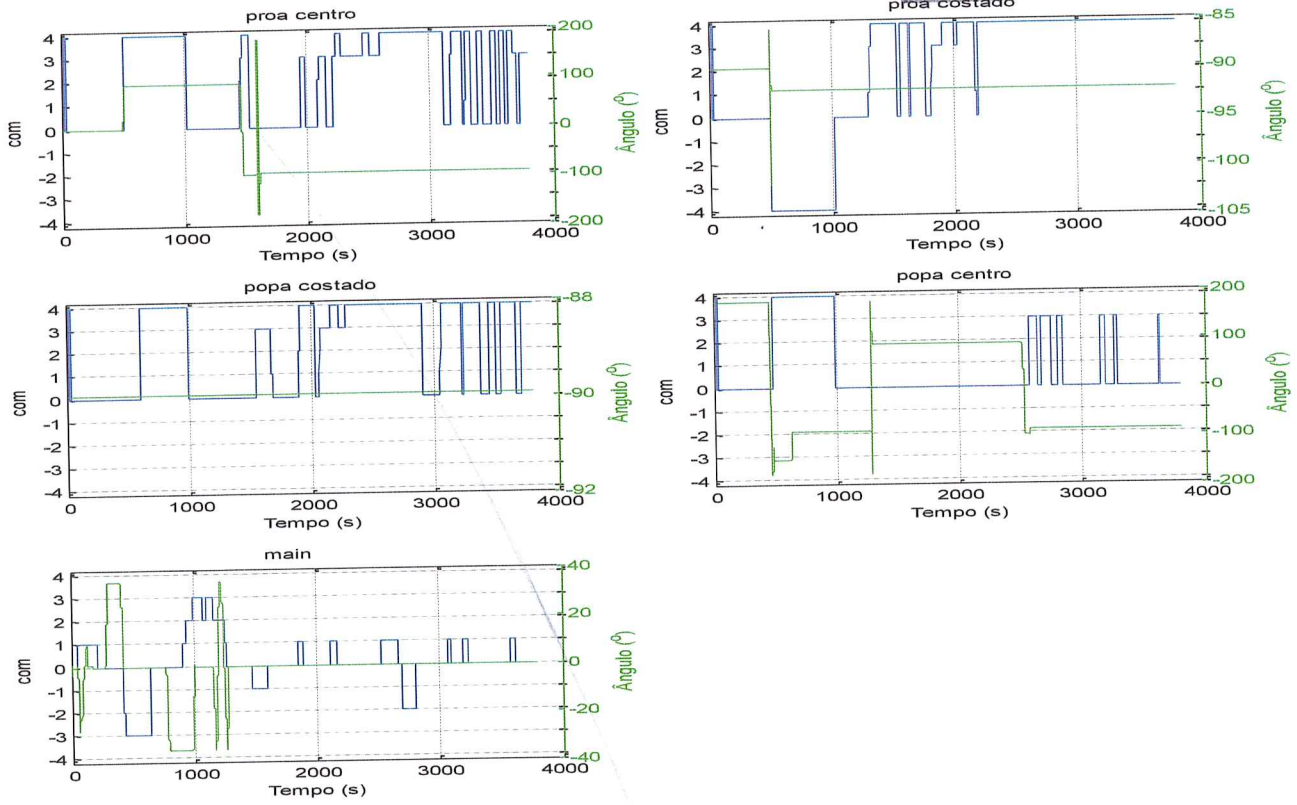 proa centro
4
3
2
1
0
-1
-2
-3
-4
com
200
100
0
-100
-200
Ângulo (º)
0 1000 2000 3000 4000
Tempo (s)
proa costado
4
3
2
1
0
-1
-2
-3
-4
com
-85
-90
-95
-100
-105
Ângulo (º)
0 1000 2000 3000 4000
Tempo (s)
popa costado
4
3
2
1
0
-1
-2
-3
-4
com
-88
-90
-92
Ângulo (º)
0 1000 2000 3000 4000
Tempo (s)
popa centro
4
3
2
1
0
-1
-2
-3
-4
com
200
100
0
-100
-200
Ângulo (º)
0 1000 2000 3000 4000
Tempo (s)
main
4
3
2
1
0
-1
-2
-3
-4
com
40
20
0
-20
-40
Ângulo (º)
0 1000 2000 3000 4000
Tempo (s)